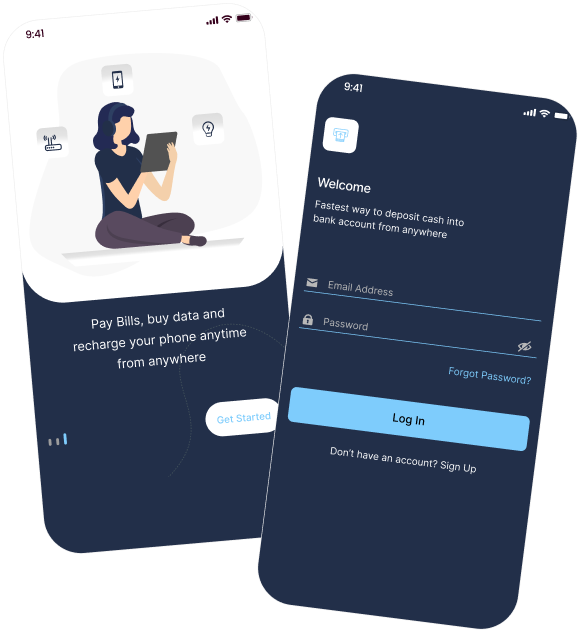 9:41
Pay Bills, buy data and
recharge your phone anytime
from anywhere
Get Started
9:41
Welcome
Fastest way to deposit cash into
bank account from anywhere
Email Address
Password
Forgot Password?
Log In
Don't have an account? Sign Up